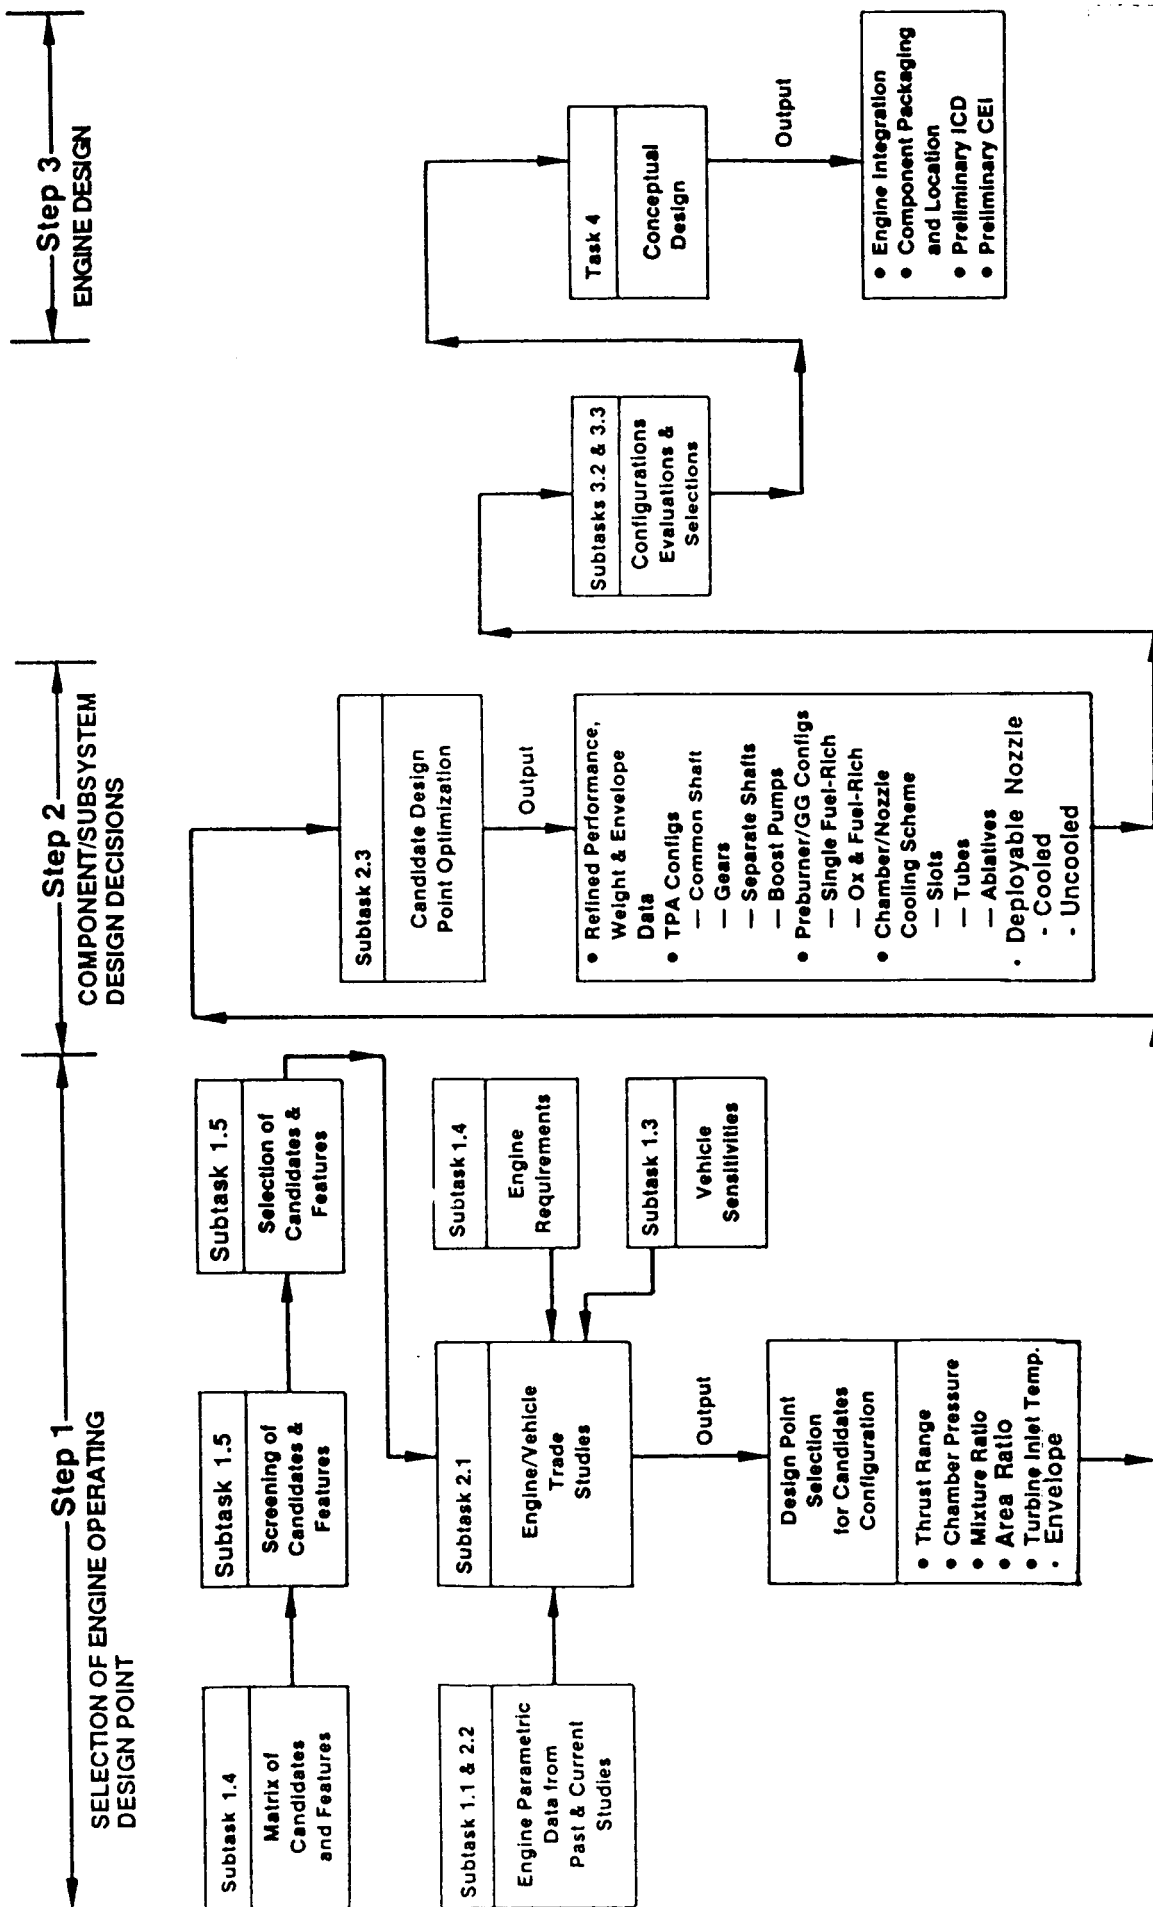 Step 1
SELECTION OF ENGINE OPERATING
DESIGN POINT
Step 2
COMPONENT/SUBSYSTEM
DESIGN DECISIONS
Step 3
ENGINE DESIGN
Subtask 1.4
Matrix of
Candidates
and Features
Subtask 1.5
Screening of
Candidates &
Features
Subtask 1.5
Selection of
Candidates &
Features
Subtask 1.1 & 2.2
Engine Parametric
Data from
Past & Current
Studies
Subtask 2.1
Engine/Vehicle
Trade
Studies
Subtask 1.4
Engine
Requirements
Subtask 1.3
Vehicle
Sensitivities
Output
Design Point
Selection
for Candidates
Configuration
• Thrust Range
• Chamber Pressure
• Mixture Ratio
• Area Ratio
• Turbine Inlet Temp.
• Envelope
Subtask 2.3
Candidate Design
Point Optimization
Output
• Refined Performance,
Weight & Envelope
Data
• TPA Configs
— Common Shaft
— Gears
— Separate Shafts
— Boost Pumps
• Preburner/GG Configs
— Single Fuel-Rich
— Ox & Fuel-Rich
• Chamber/Nozzle
Cooling Scheme
— Slots
— Tubes
— Ablatives
• Deployable Nozzle
- Cooled
- Uncooled
Subtasks 3.2 & 3.3
Configurations
Evaluations &
Selections
Task 4
Conceptual
Design
Output
• Engine Integration
• Component Packaging
and Location
• Preliminary ICD
• Preliminary CEI